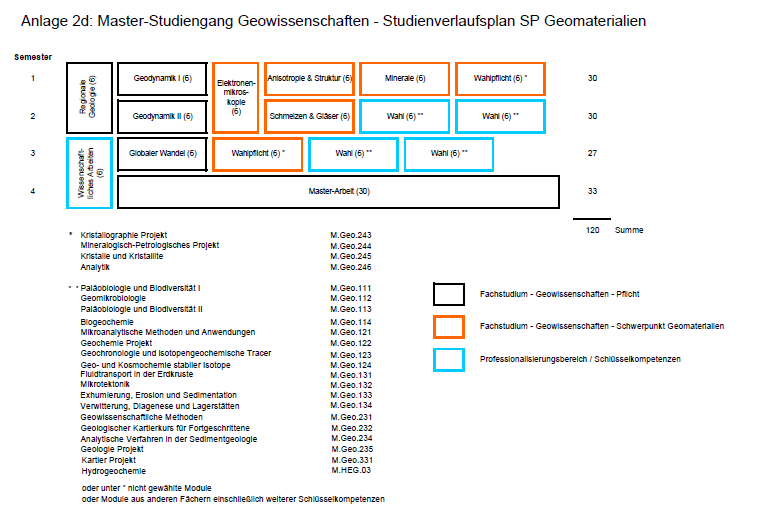 Anlage 2d: Master-Studiengang Geowissenschaften - Studienverlaufsplan SP Geomaterialien
Semester
1
Regionale Geologie (6)
Geodynamik I (6)
Elektronen-
mikros-
kopie
(6)
Anisotropie & Struktur (6)
Minerale (6)
Wahlpflicht (6) *
30
2
Geodynamik II (6)
Schmelzen & Gläser (6)
Wahl (6) **
Wahl (6) **
30
3
Wissenschaft-
liches Arbeiten
(6)
Globaler Wandel (6)
Wahlpflicht (6) *
Wahl (6) **
Wahl (6) **
27
4
Master-Arbeit (30)
33
120 Summe
* Kristallographie Projekt M.Geo.243
Mineralogisch-Petrologisches Projekt M.Geo.244
Kristalle und Kristallite M.Geo.245
Analytik M.Geo.246
* * Paläobiologie und Biodiversität I M.Geo.111
Geomikrobiologie M.Geo.112
Paläobiologie und Biodiversität II M.Geo.113
Biogeochemie M.Geo.114
Mikroanalytische Methoden und Anwendungen M.Geo.121
Geochemie Projekt M.Geo.122
Geochronologie und Isotopengeochemische Tracer M.Geo.123
Geo- und Kosmochemie stabiler Isotope M.Geo.124
Fluidtransport in der Erdkruste M.Geo.131
Mikrotektonik M.Geo.132
Exhumierung, Erosion und Sedimentation M.Geo.133
Verwitterung, Diagenese und Lagerstätten M.Geo.134
Geowissenschaftliche Methoden M.Geo.231
Geologischer Kartierkurs für Fortgeschrittene M.Geo.232
Analytische Verfahren in der Sedimentgeologie M.Geo.234
Geologie Projekt M.Geo.235
Kartier Projekt M.Geo.331
Hydrogeochemie M.HEG.03
oder unter * nicht gewählte Module
oder Module aus anderen Fächern einschließlich weiterer Schlüsselkompetenzen
Fachstudium - Geowissenschaften - Pflicht
Fachstudium - Geowissenschaften - Schwerpunkt Geomaterialien
Professionalisierungsbereich / Schlüsselkompetenzen